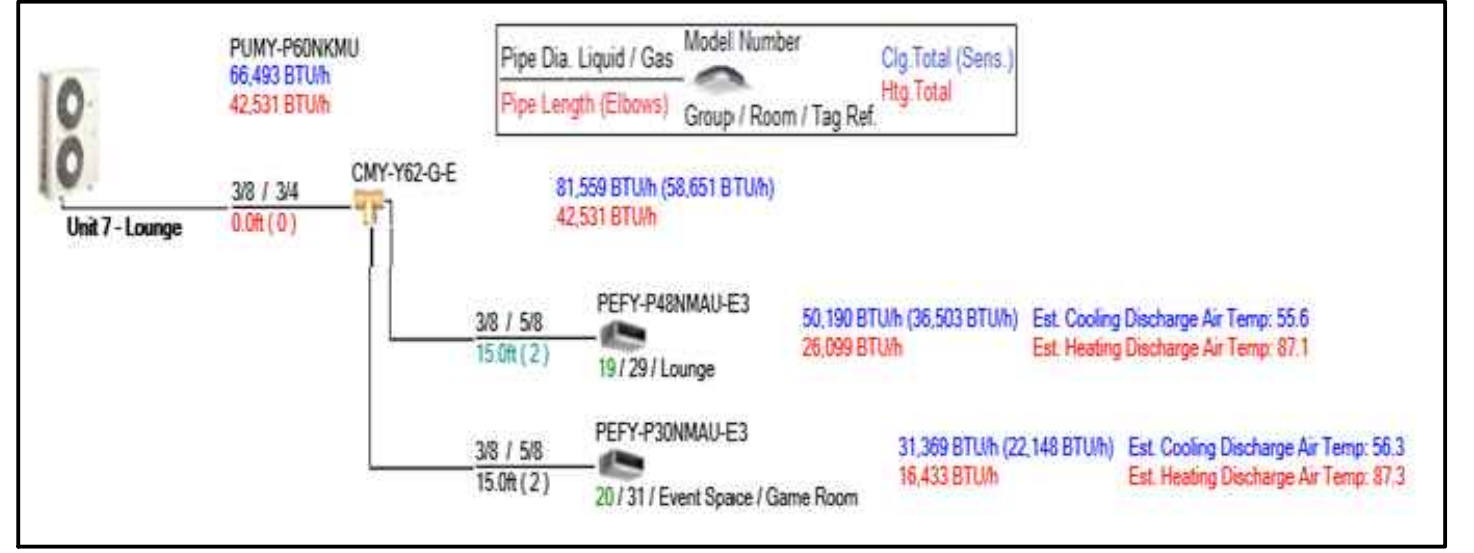 PUMY-P60NKMU
66,493 BTU/h
42,531 BTU/h
Pipe Dia. Liquid / Gas
Pipe Length (Elbows)
Model Number
Group / Room / Tag Ref.
Clg.Total (Sens.)
Htg.Total
Unit 7 - Lounge
3/8 / 3/4
0.0ft ( 0 )
CMY-Y62-G-E
81,559 BTU/h (58,651 BTU/h)
42,531 BTU/h
3/8 / 5/8
15.0ft ( 2 )
PEFY-P48NMAU-E3
19 / 29 / Lounge
50,190 BTU/h (36,503 BTU/h) Est. Cooling Discharge Air Temp: 55.6
26,099 BTU/h Est. Heating Discharge Air Temp: 87.1
3/8 / 5/8
15.0ft ( 2 )
PEFY-P30NMAU-E3
20 / 31 / Event Space / Game Room
31,369 BTU/h (22,148 BTU/h) Est. Cooling Discharge Air Temp: 56.3
16,433 BTU/h Est. Heating Discharge Air Temp: 87.3